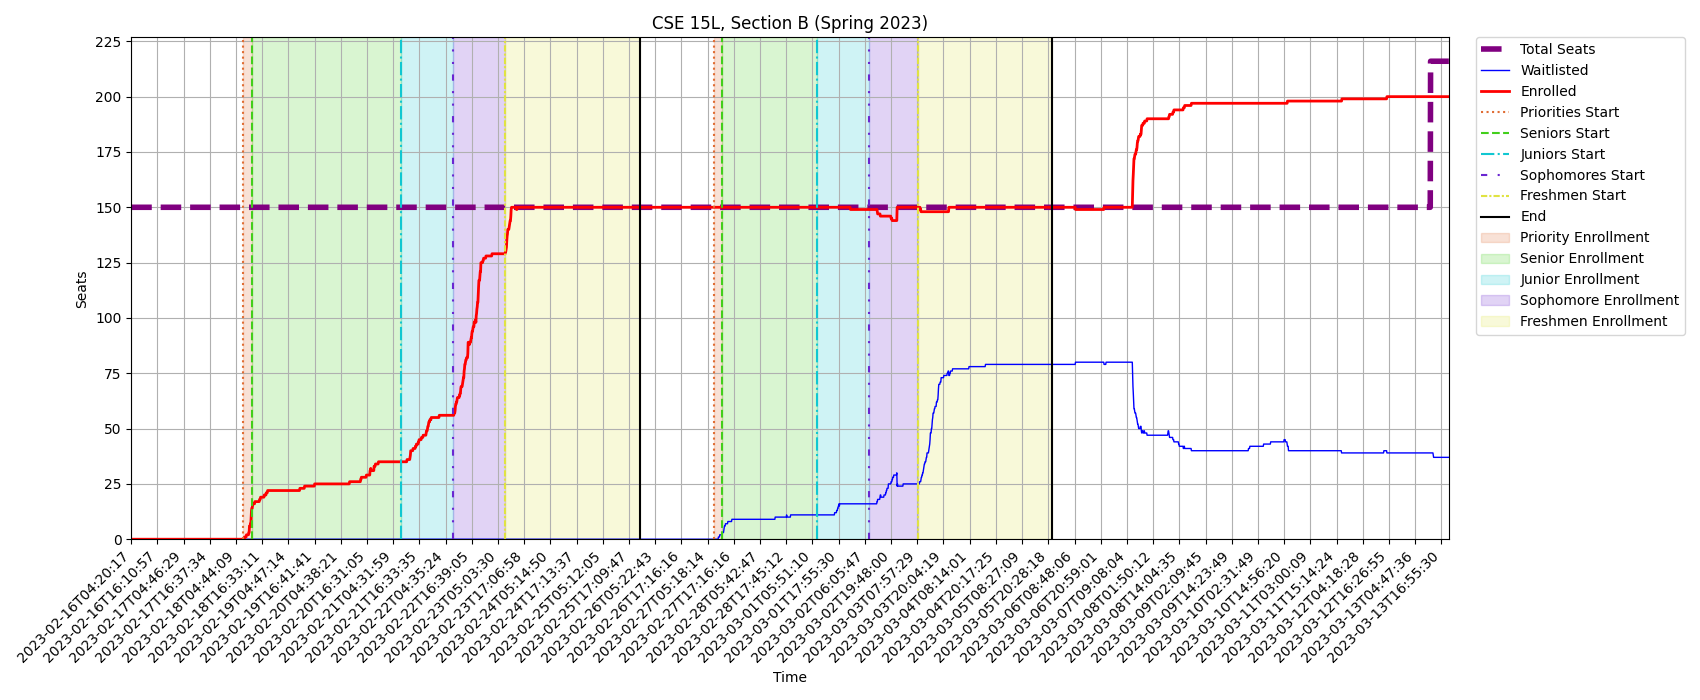 CSE 15L, Section B (Spring 2023)
225
200
175
150
125
100
75
50
25
0
Seats
2023-02-16T04:20:17
2023-02-16T16:10:57
2023-02-17T04:46:29
2023-02-17T16:37:34
2023-02-18T04:44:09
2023-02-18T16:33:11
2023-02-19T04:47:14
2023-02-19T16:41:41
2023-02-20T04:38:21
2023-02-20T16:31:05
2023-02-21T04:31:59
2023-02-21T16:33:35
2023-02-22T04:35:24
2023-02-22T16:39:05
2023-02-23T05:03:30
2023-02-23T17:06:58
2023-02-24T05:14:50
2023-02-24T17:13:37
2023-02-25T05:12:05
2023-02-25T17:09:47
2023-02-26T05:22:43
2023-02-26T17:16:16
2023-02-27T05:18:14
2023-02-27T17:16:16
2023-02-28T05:42:47
2023-02-28T17:45:12
2023-03-01T05:51:10
2023-03-01T17:55:30
2023-03-02T06:05:47
2023-03-02T19:48:00
2023-03-03T07:57:29
2023-03-03T20:04:19
2023-03-04T08:14:01
2023-03-04T20:17:25
2023-03-05T08:27:09
2023-03-05T20:28:18
2023-03-06T08:48:06
2023-03-06T20:59:01
2023-03-07T09:08:04
2023-03-08T01:50:12
2023-03-08T14:04:35
2023-03-09T02:09:45
2023-03-09T14:23:49
2023-03-10T02:31:49
2023-03-10T14:56:20
2023-03-11T03:00:09
2023-03-11T15:14:24
2023-03-12T04:18:28
2023-03-12T16:26:55
2023-03-13T04:47:36
2023-03-13T16:55:30
Time
Total Seats
Waitlisted
Enrolled
Priorities Start
Seniors Start
Juniors Start
Sophomores Start
Freshmen Start
End
Priority Enrollment
Senior Enrollment
Junior Enrollment
Sophomore Enrollment
Freshmen Enrollment